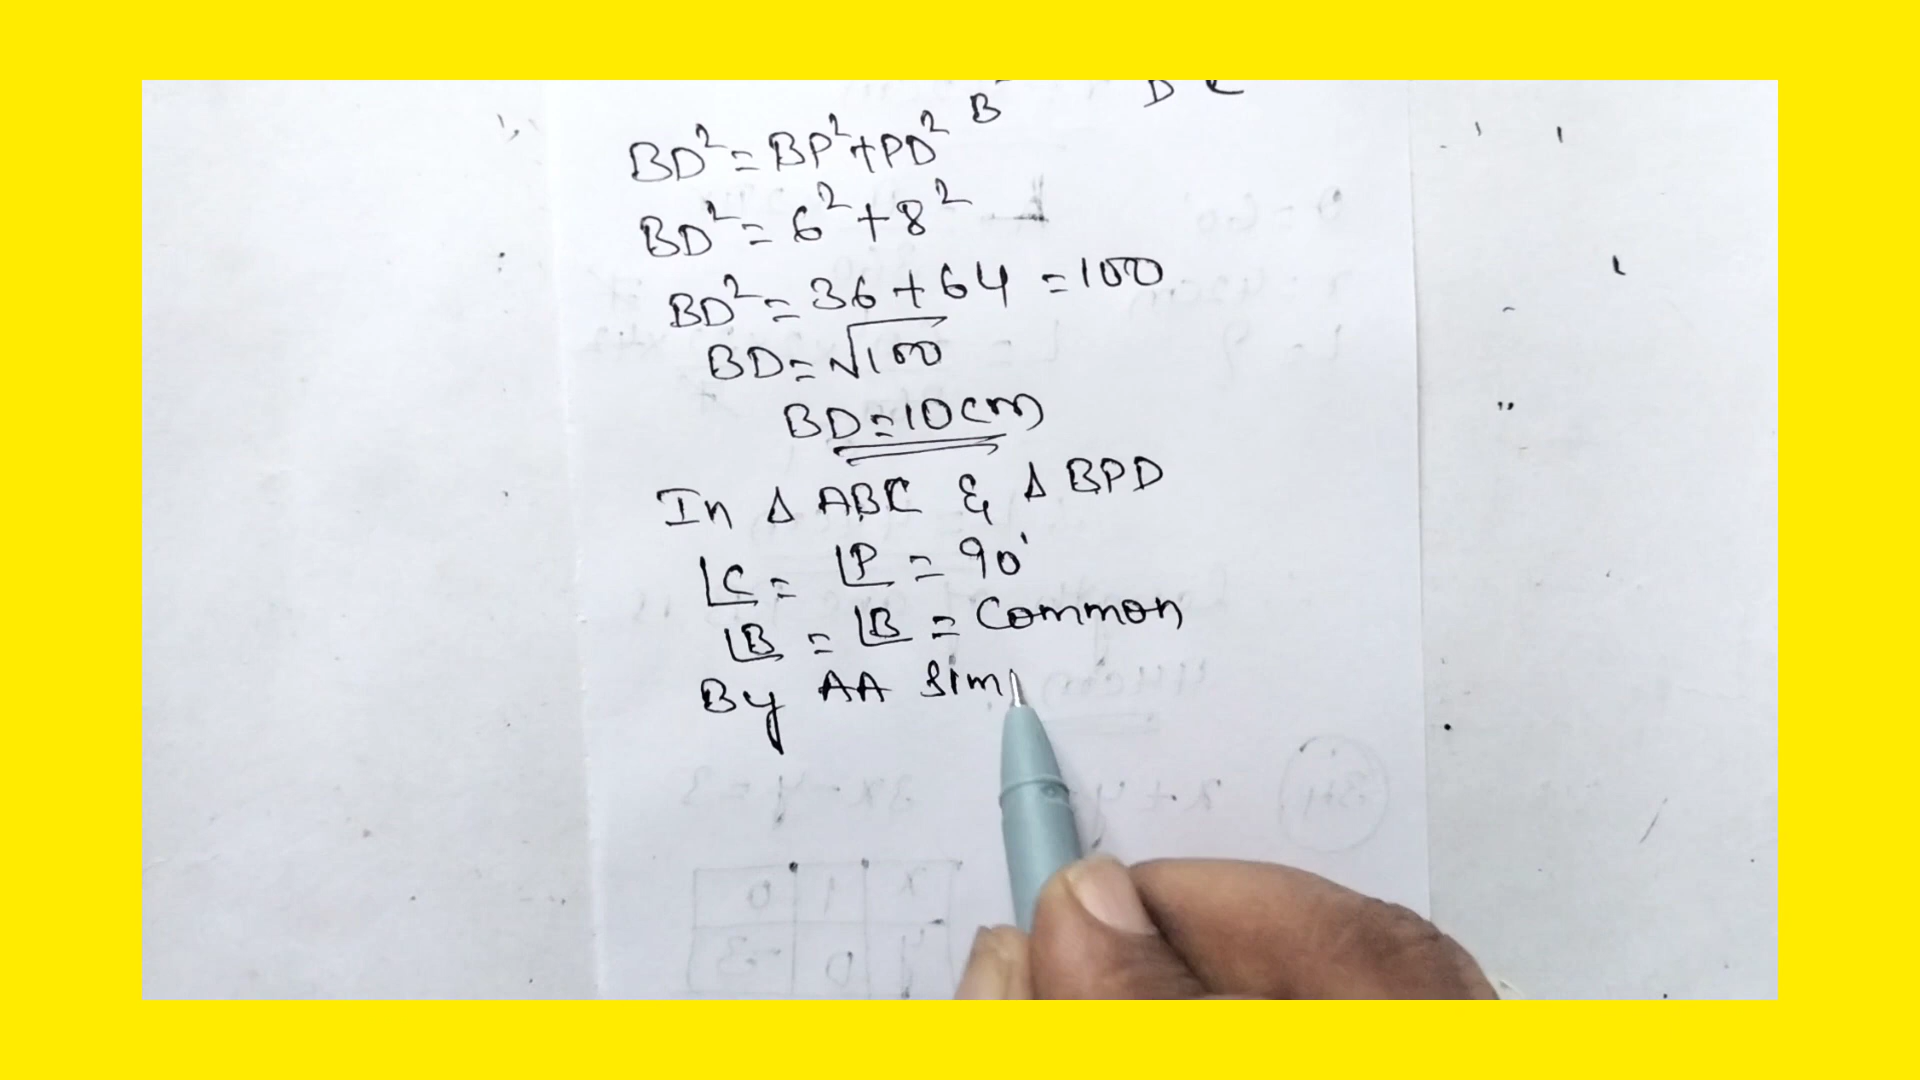 B D C
BD²=BP²+PD²
BD²= 6²+8²
BD²= 36+64 =100
BD=√100
BD=10cm
In Δ ABC & Δ BPD
∠C = ∠P = 90°
∠B = ∠B = Common
By AA sim